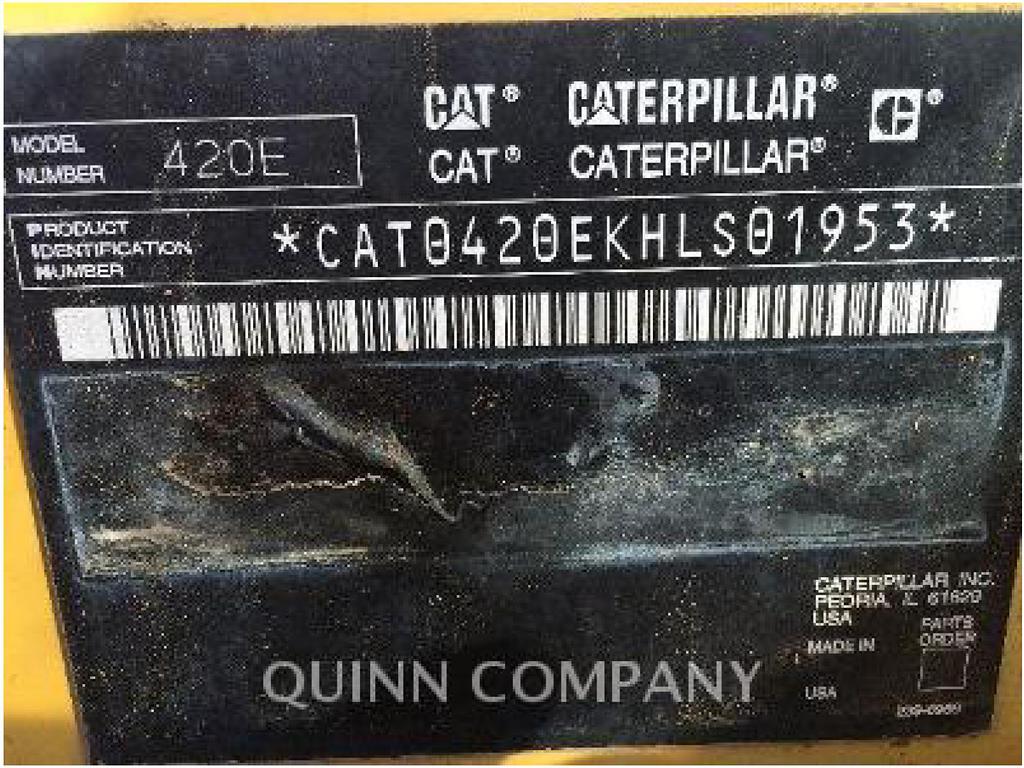 CAT® CATERPILLAR® CE®
CAT® CATERPILLAR®
MODEL NUMBER 420E
PRODUCT IDENTIFICATION NUMBER *CAT0420EKHLS01953*
CATERPILLAR INC.
PEORIA, IL 61629
USA
MADE IN
USA
PARTS
ORDER
QUINN COMPANY